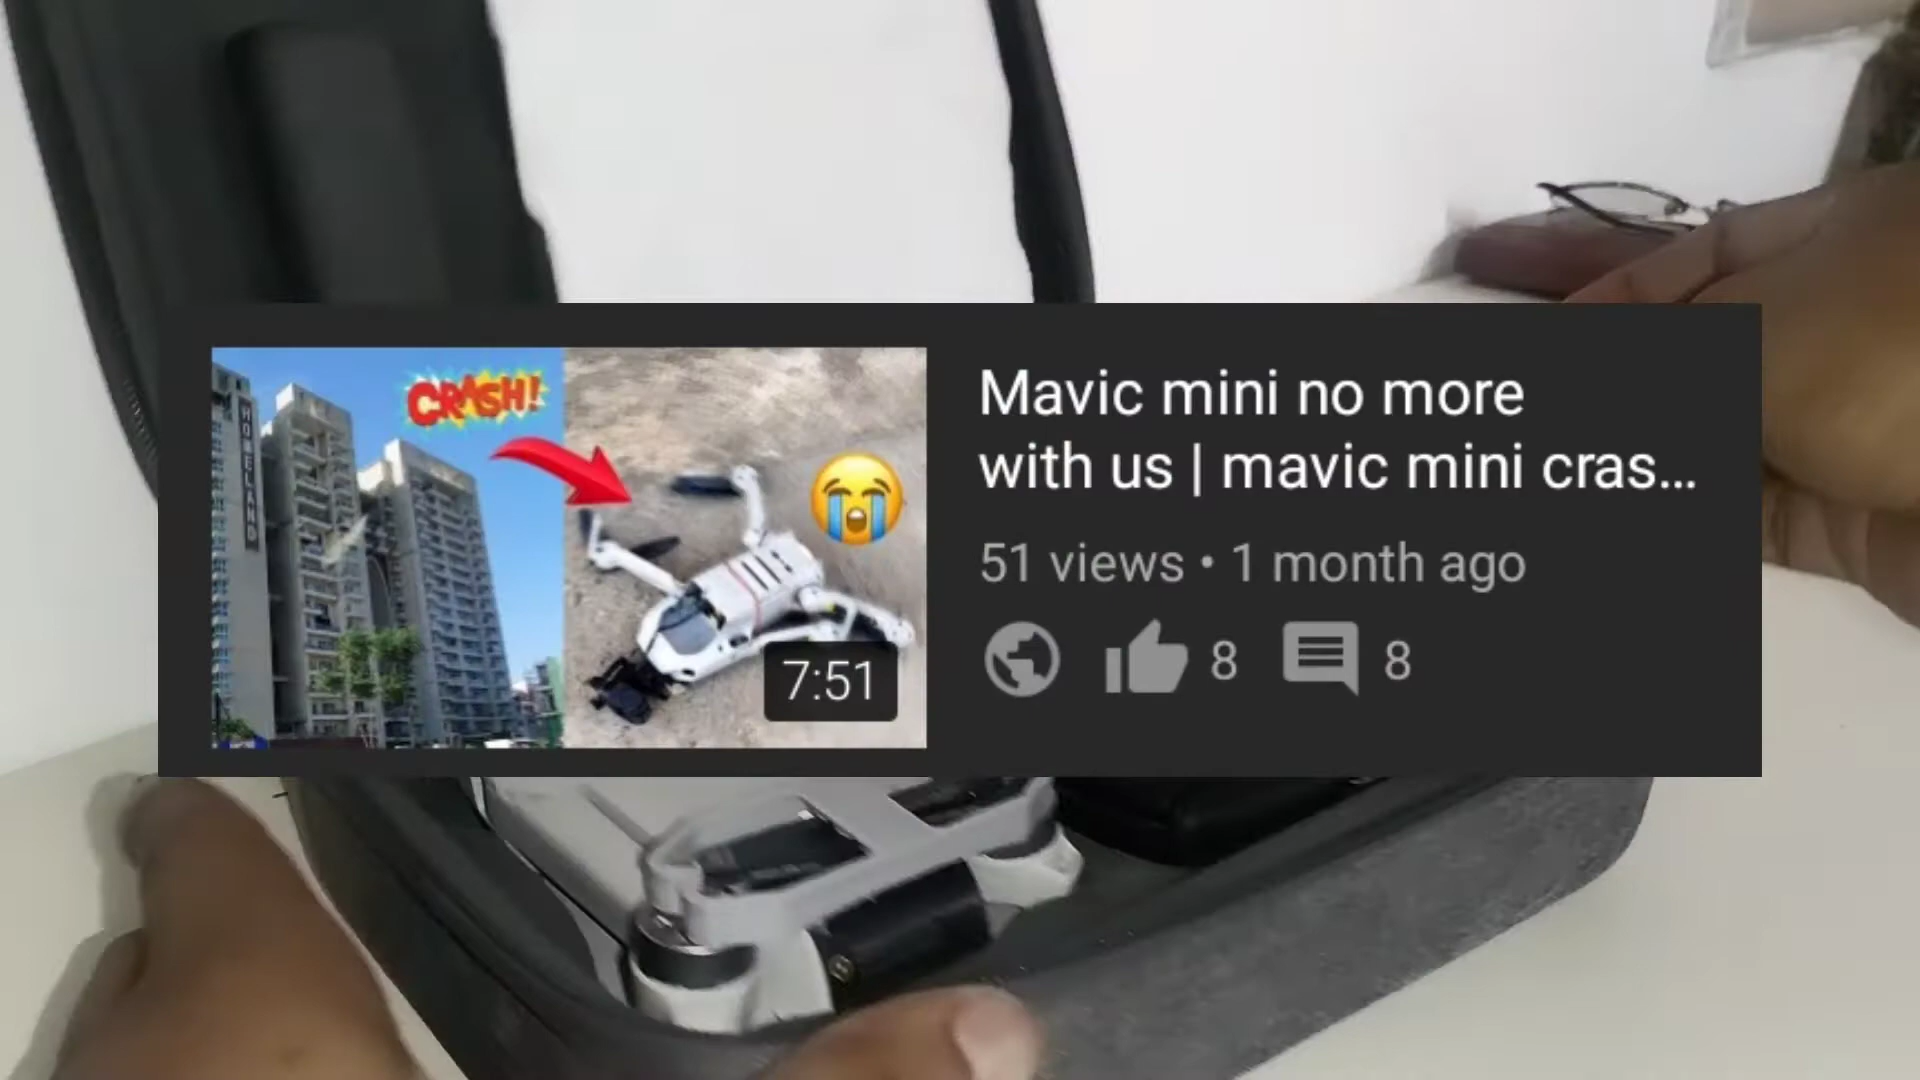 HOMELAND
CRASH!
7:51
Mavic mini no more
with us | mavic mini cras...
51 views • 1 month ago
8
8